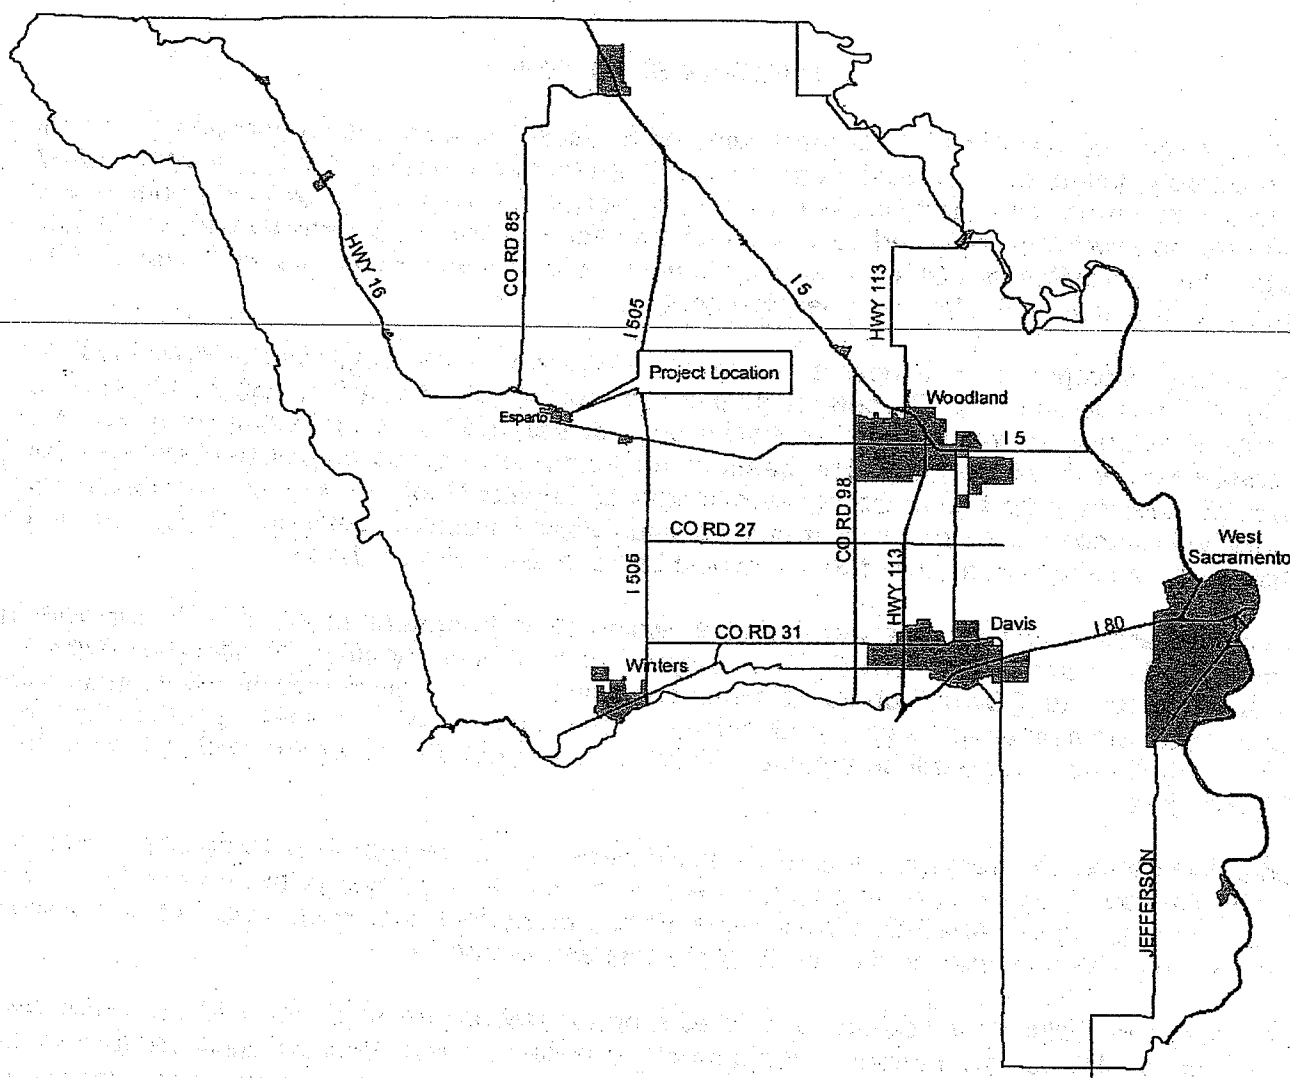 HWY 16
CO RD 85
I 505
I 5
HWY 113
Project Location
Esparto
Woodland
I 5
CO RD 98
CO RD 27
I 505
HWY 113
West
Sacramento
CO RD 31
Davis
I 80
Winters
JEFFERSON